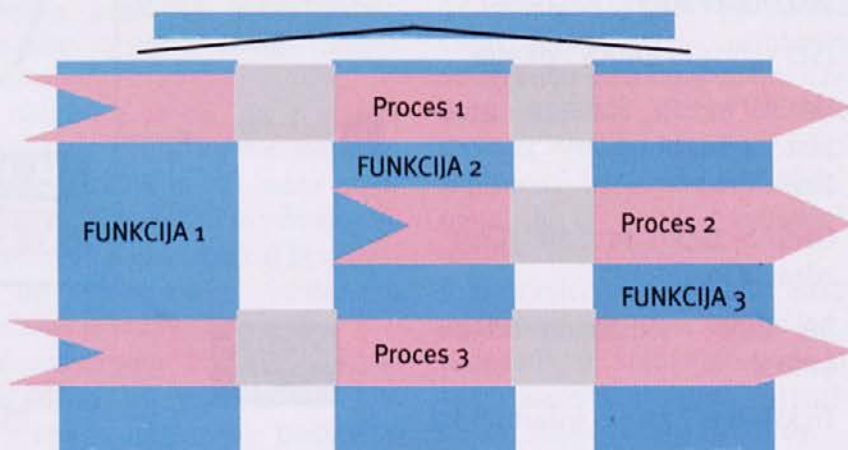 Proces 1
FUNKCIJA 2
FUNKCIJA 1
Proces 2
FUNKCIJA 3
Proces 3